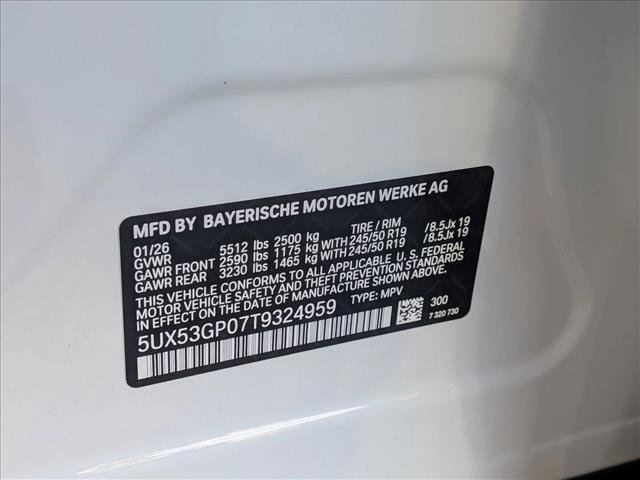 MFD BY BAYERISCHE MOTOREN WERKE AG
01/26 5512 lbs 2500 kg TIRE / RIM
GVWR
GAWR FRONT 2590 lbs 1175 kg WITH 245/50 R19 /8.5Jx 19
GAWR REAR 3230 lbs 1465 kg WITH 245/50 R19 /8.5Jx 19
THIS VEHICLE CONFORMS TO ALL APPLICABLE U.S. FEDERAL
MOTOR VEHICLE SAFETY AND THEFT PREVENTION STANDARDS
IN EFFECT ON THE DATE OF MANUFACTURE SHOWN ABOVE.
5UX53GP07T9324959 TYPE: MPV
300
7 320 730